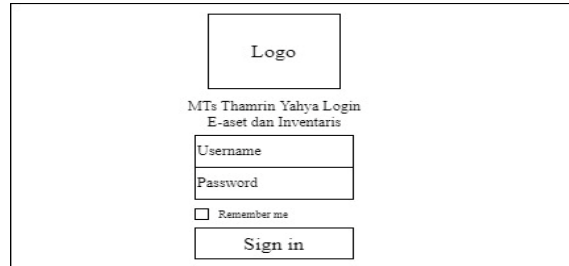 Logo
MTs Thamrin Yahya Login
E-aset dan Inventaris
Username
Password
Remember me
Sign in